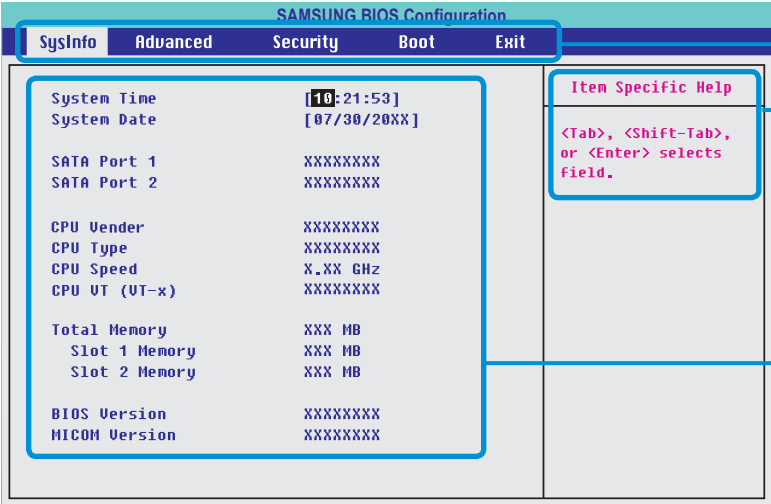 SAMSUNG BIOS Configuration
SysInfo Advanced Security Boot Exit
System Time [10:21:53]
System Date [07/30/20XX]
SATA Port 1 XXXXXXXX
SATA Port 2 XXXXXXXX
CPU Vender XXXXXXXX
CPU Type XXXXXXXX
CPU Speed X.XX GHz
CPU VT (VT-x) XXXXXXXX
Total Memory XXX MB
Slot 1 Memory XXX MB
Slot 2 Memory XXX MB
BIOS Version XXXXXXXX
MICOM Version XXXXXXXX
Item Specific Help
<Tab>, <Shift-Tab>,
or <Enter> selects
field.